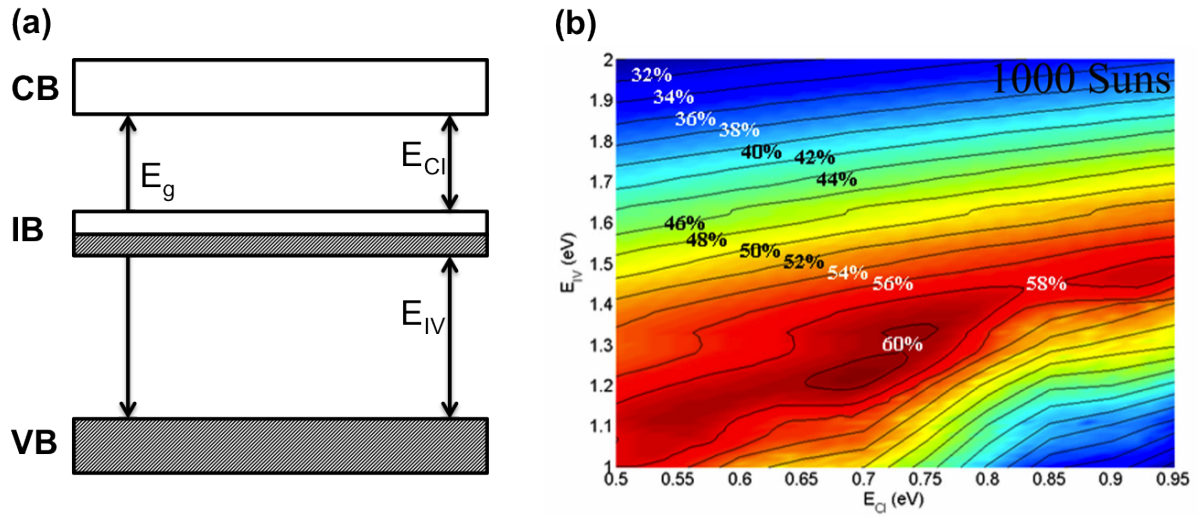 (a)
CB
E_g
E_CI
IB
E_IV
VB
(b)
1000 Suns
2
1.9
1.8
1.7
1.6
1.5
1.4
1.3
1.2
1.1
1
E_IV (eV)
32%
34%
36%
38%
40%
42%
44%
46%
48%
50%
52%
54%
56%
58%
60%
0.5 0.55 0.6 0.65 0.7 0.75 0.8 0.85 0.9 0.95
E_CI (eV)